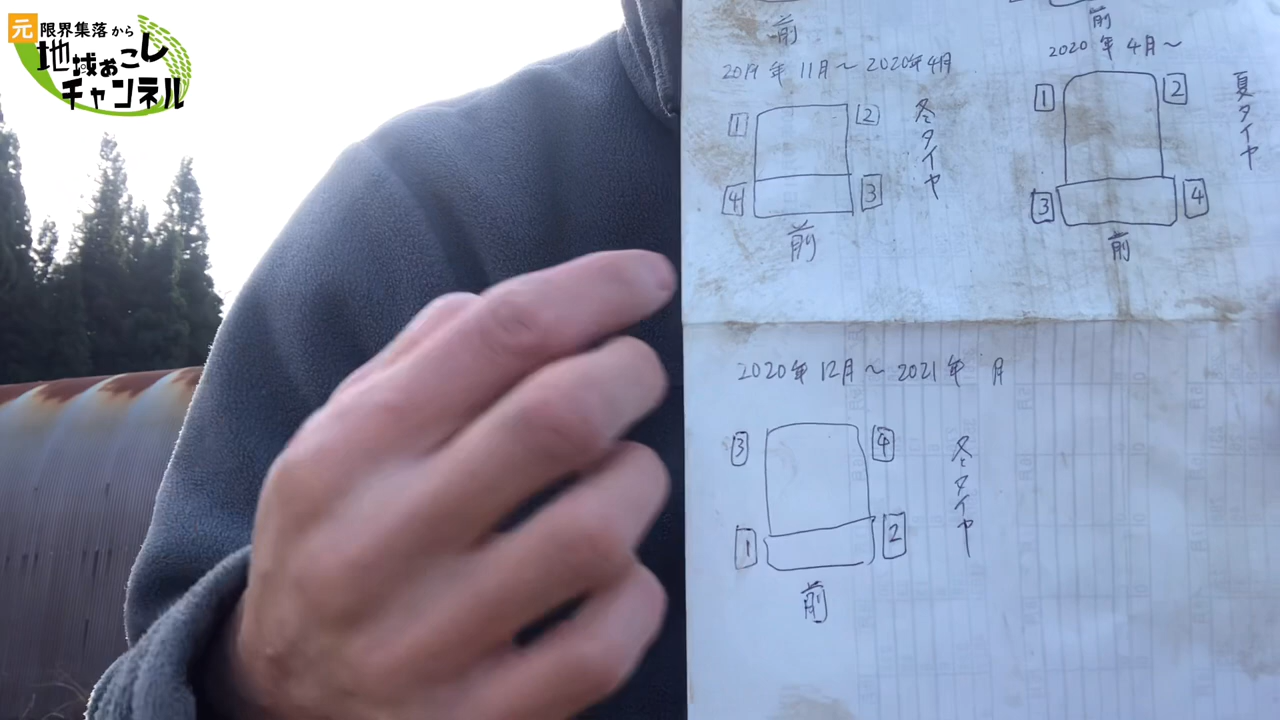 元 限界集落から
地域おこし
チャンネル
前
前
2019年 11月～2020年4月
1
2
冬タイヤ
4
3
前
2020年 4月～
1
2
夏タイヤ
3
4
前
2020年 12月～2021年 月
3
4
冬タイヤ
1
2
前